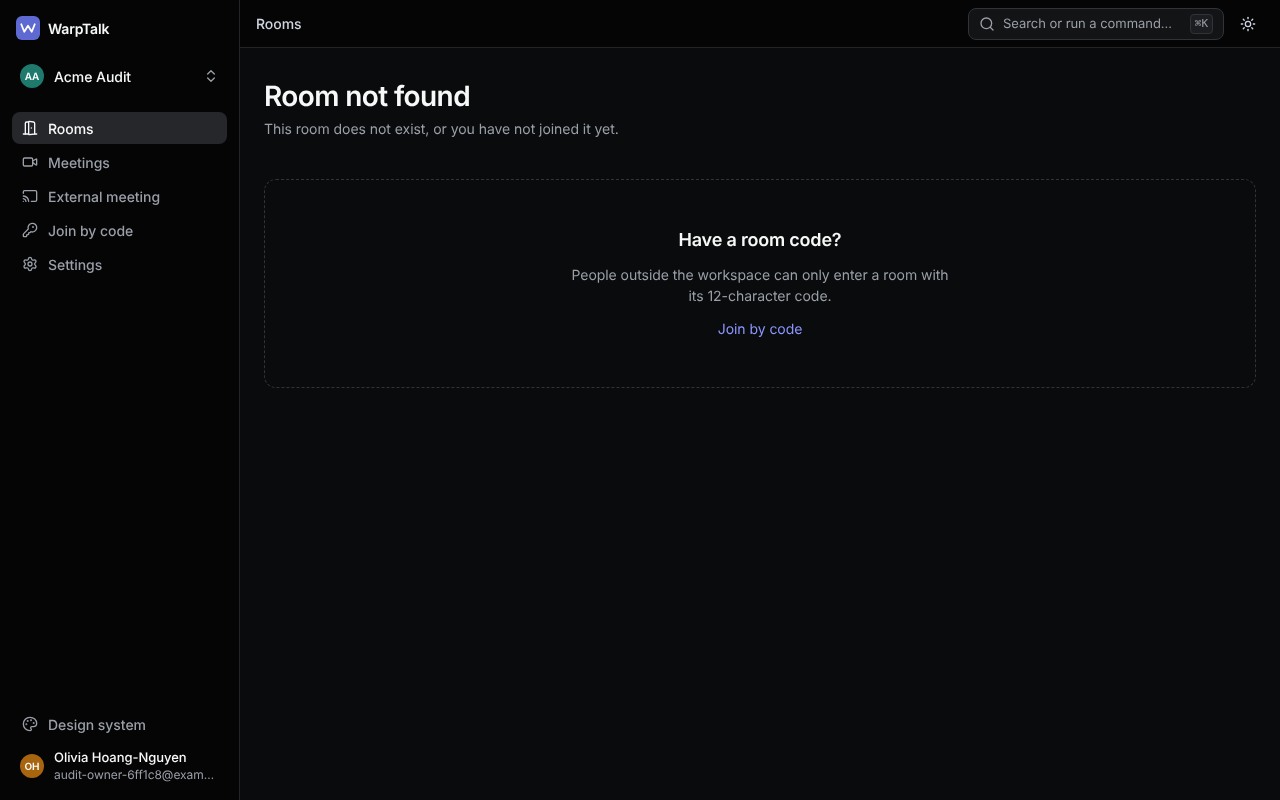 WarpTalk
AA
Acme Audit
Rooms
Meetings
External meeting
Join by code
Settings
Design system
OH
Olivia Hoang-Nguyen
audit-owner-6ff1c8@exam...
Rooms
Search or run a command...
⌘K
Room not found
This room does not exist, or you have not joined it yet.
Have a room code?
People outside the workspace can only enter a room with
its 12-character code.
Join by code